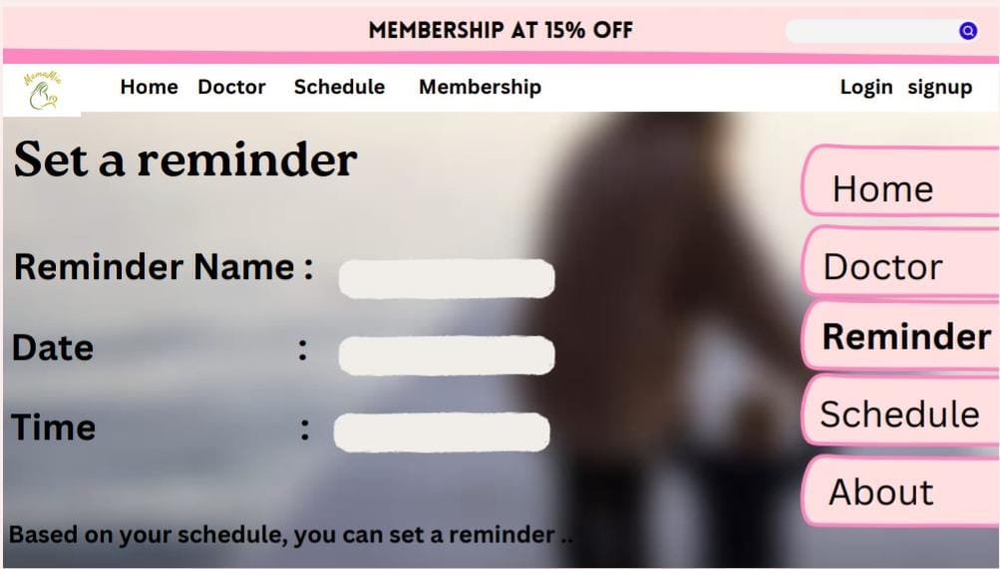 MEMBERSHIP AT 15% OFF
MamaMia
Home Doctor Schedule Membership Login signup
Set a reminder
Reminder Name :
Date :
Time :
Based on your schedule, you can set a reminder ..
Home
Doctor
Reminder
Schedule
About